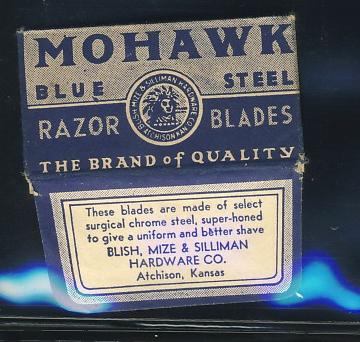 MOHAWK
BLUE STEEL
BLISH, MIZE & SILLIMAN HARDWARE CO.
ATCHISON KAN.
RAZOR BLADES
THE BRAND of QUALITY
These blades are made of select
surgical chrome steel, super-honed
to give a uniform and better shave
BLISH, MIZE & SILLIMAN
HARDWARE CO.
Atchison, Kansas